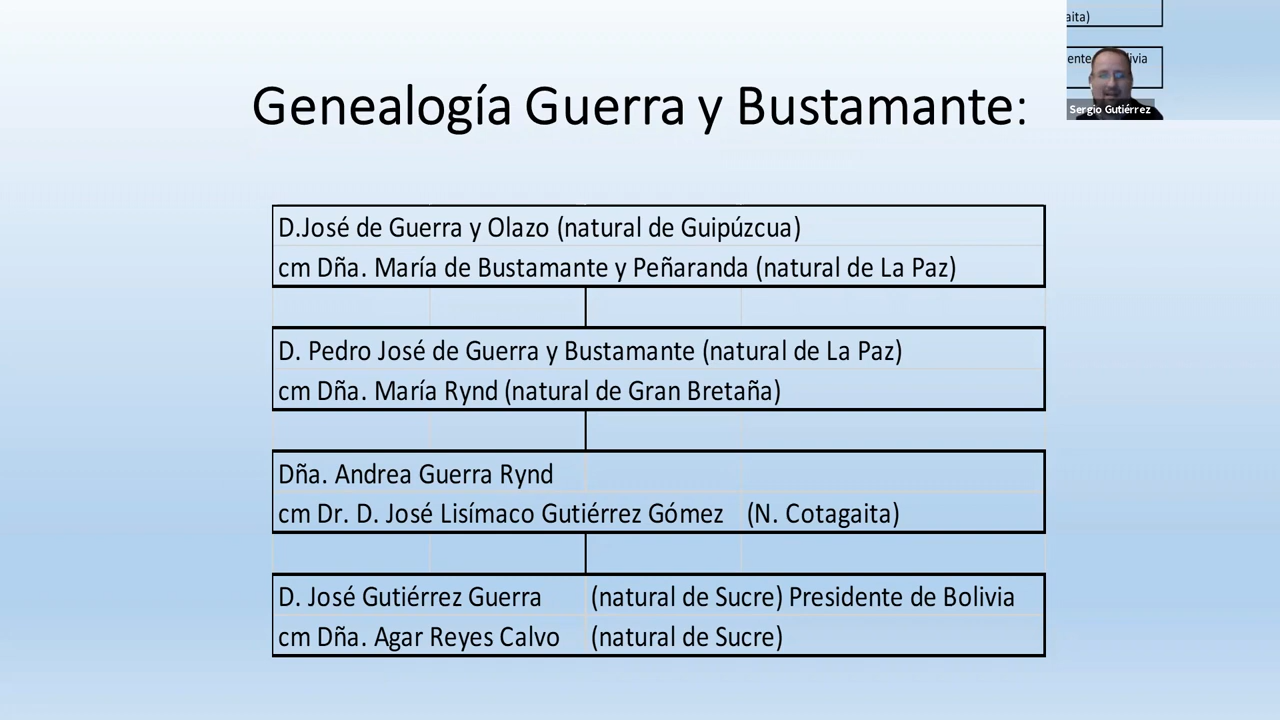 aita)
ente
ivia
Sergio Gutiérrez
Genealogía Guerra y Bustamante:
D.José de Guerra y Olazo (natural de Guipúzcua)
cm Dña. María de Bustamante y Peñaranda (natural de La Paz)
D. Pedro José de Guerra y Bustamante (natural de La Paz)
cm Dña. María Rynd (natural de Gran Bretaña)
Dña. Andrea Guerra Rynd
cm Dr. D. José Lisímaco Gutiérrez Gómez (N. Cotagaita)
D. José Gutiérrez Guerra (natural de Sucre) Presidente de Bolivia
cm Dña. Agar Reyes Calvo (natural de Sucre)